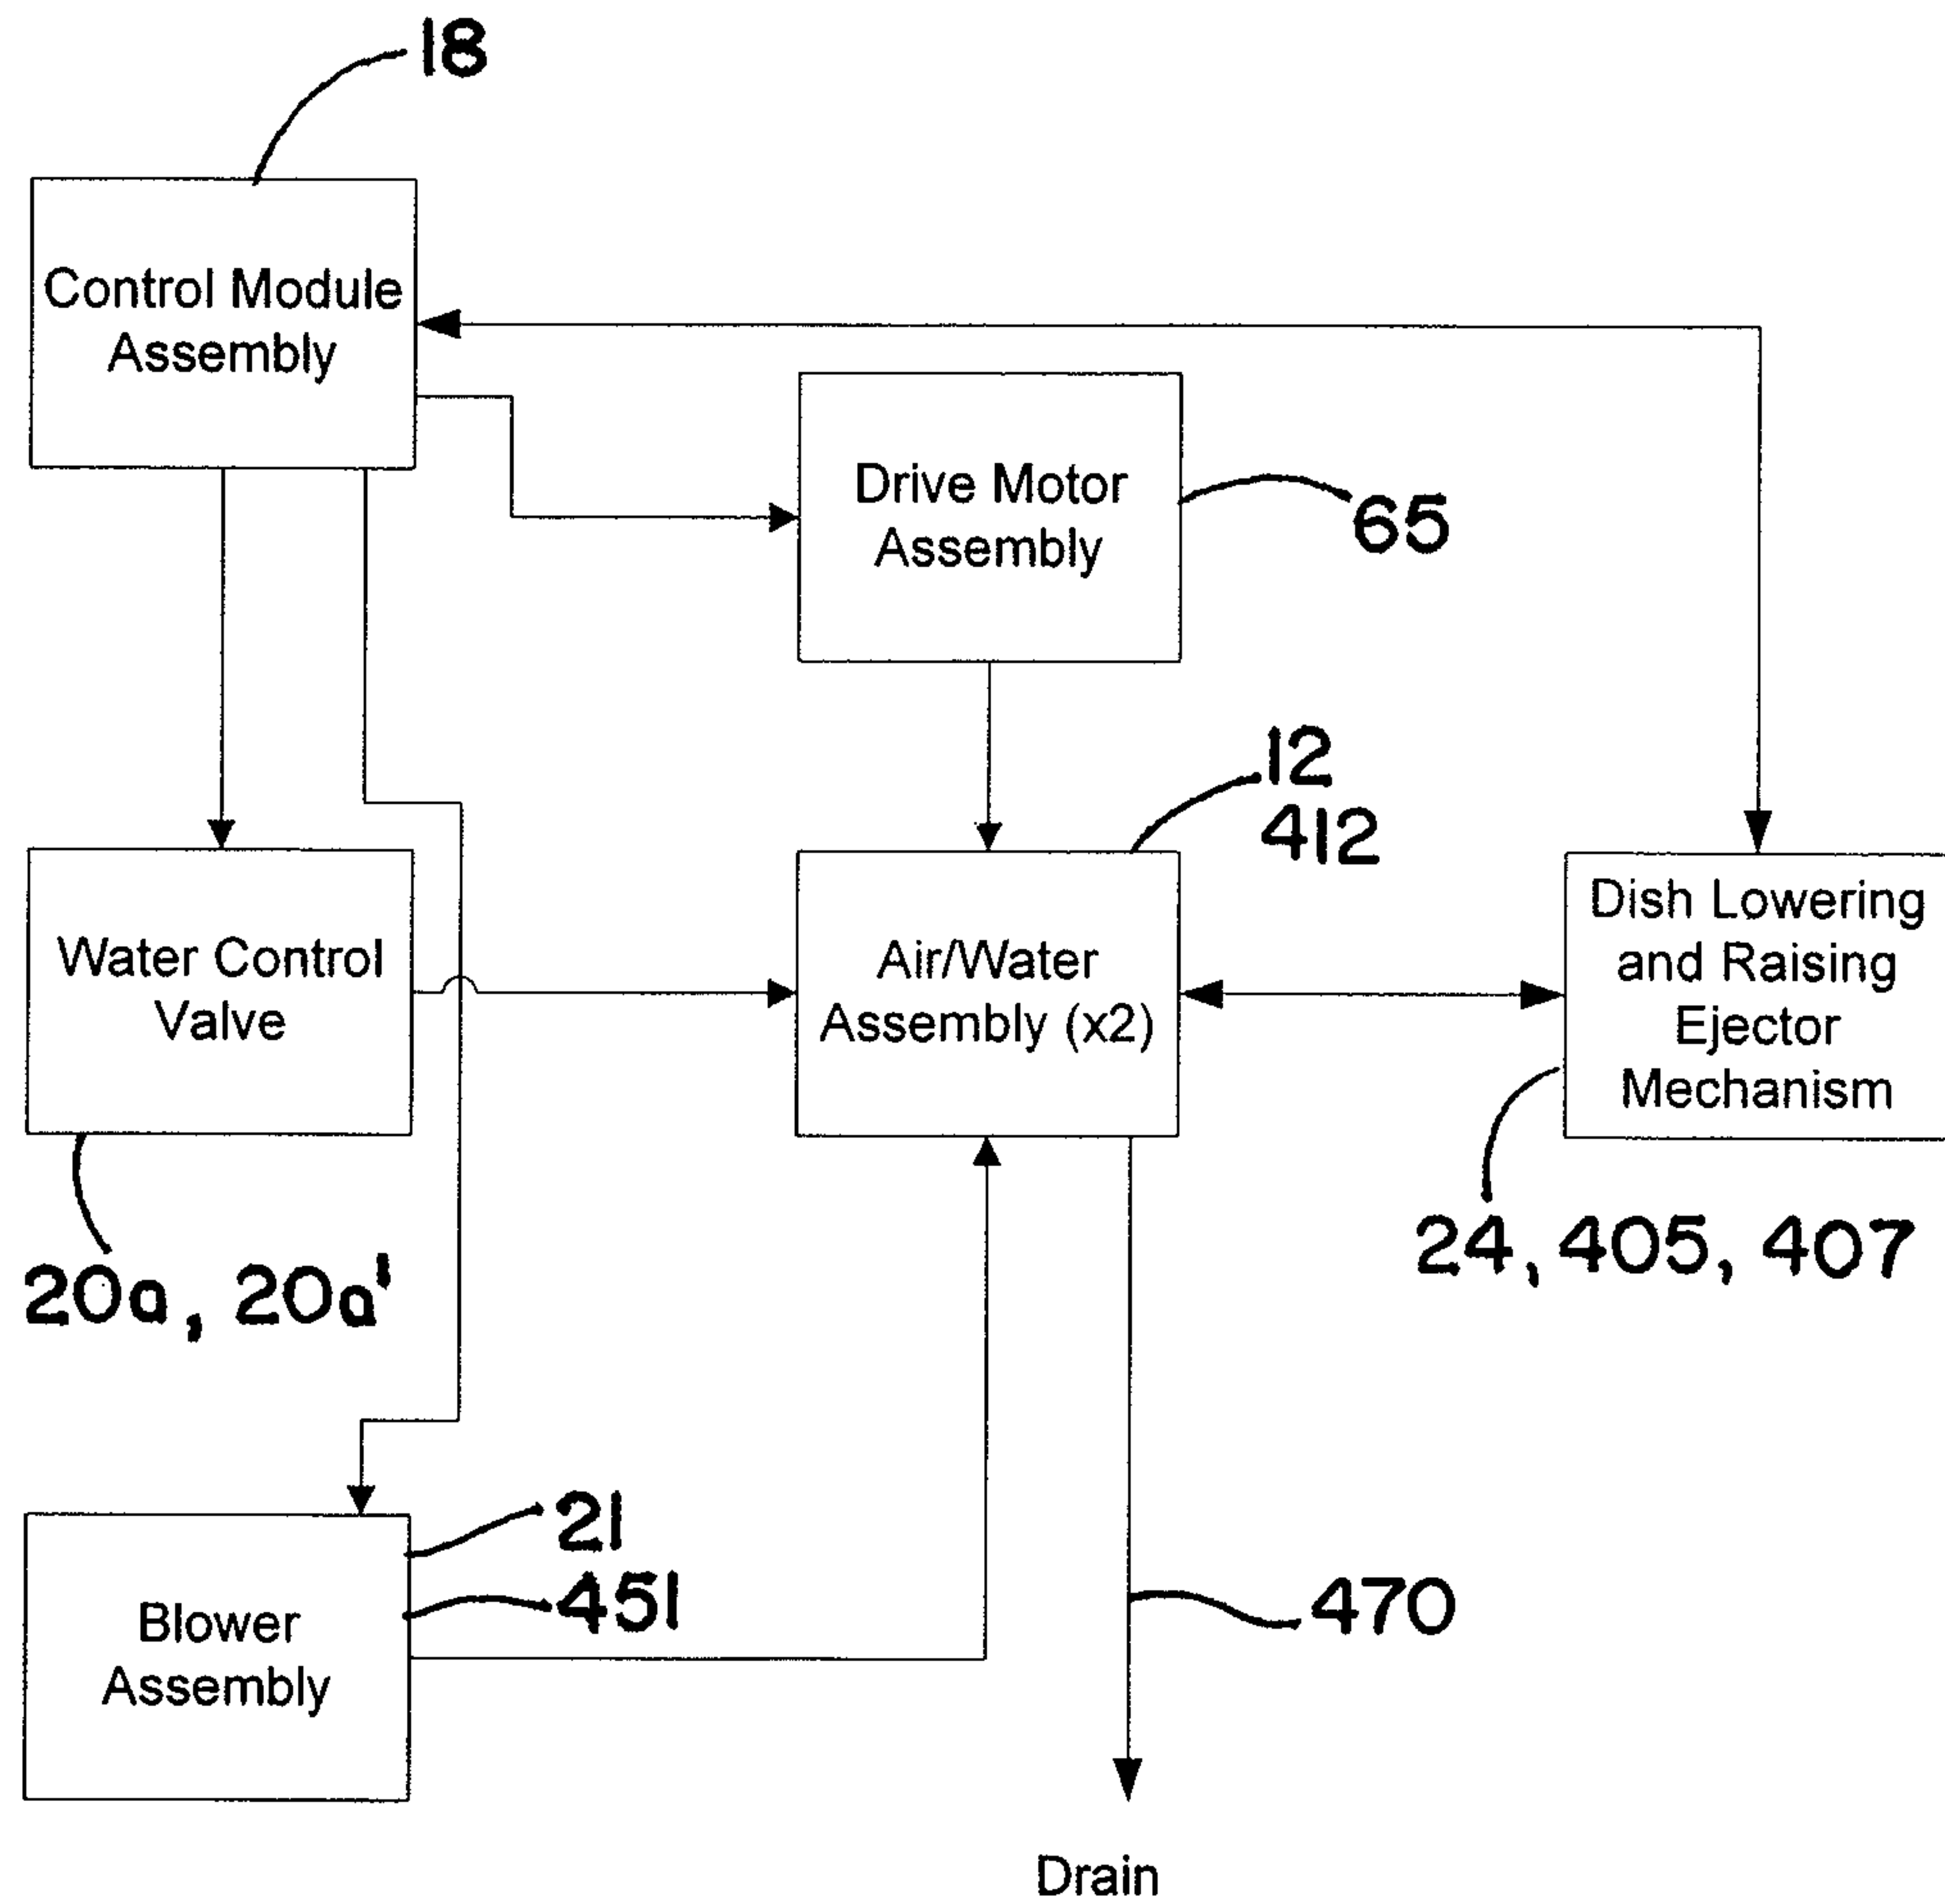 18
Control Module
Assembly
Drive Motor
Assembly
65
12
412
Water Control
Valve
Air/Water
Assembly (x2)
Dish Lowering
and Raising
Ejector
Mechanism
20a, 20a'
24, 405, 407
21
451
Blower
Assembly
470
Drain